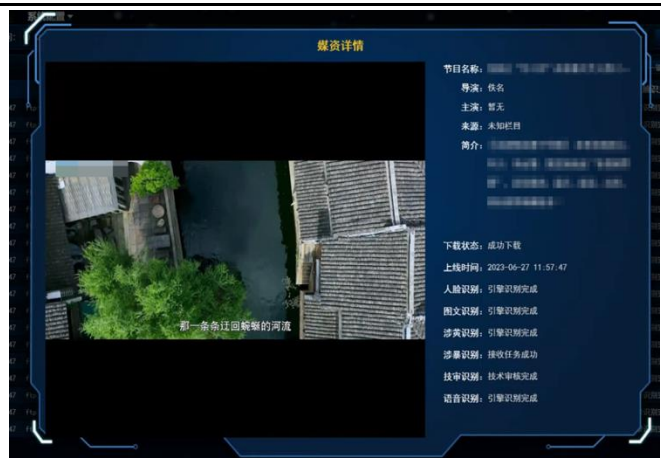 系统配置
媒资详情
节目名称：
导演：佚名
主演：暂无
来源：未知栏目
简介：
那一条条迂回蜿蜒的河流
下载状态：成功下载
上线时间：2023-06-27 11:57:47
人脸识别：引擎识别完成
图文识别：引擎识别完成
涉黄识别：引擎识别完成
涉暴识别：接收任务成功
技审识别：技术审核完成
语音识别：引擎识别完成